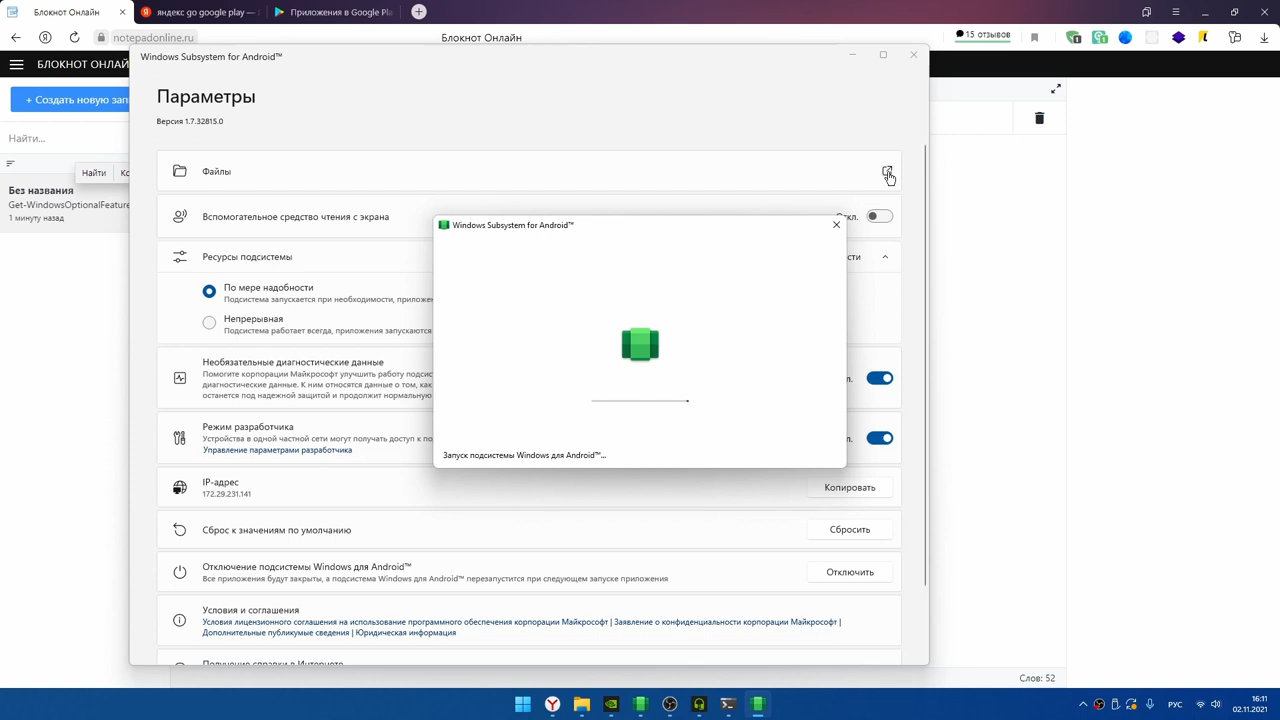 Блокнот Онлайн
яндекс go google play —
Приложения в Google Pla
notepadonline.ru
Блокнот Онлайн
15 отзывов
БЛОКНОТ ОНЛАЙ
+ Создать новую зап
Найти...
Найти
Ко
Без названия
Get-WindowsOptionalFeature
1 минуту назад
Windows Subsystem for Android™
Параметры
Версия 1.7.32815.0
Файлы
Вспомогательное средство чтения с экрана
Откл.
Ресурсы подсистемы
сти
По мере надобности
Подсистема запускается при необходимости, приложен
Непрерывная
Подсистема работает всегда, приложения запускаются
Необязательные диагностические данные
Помогите корпорации Майкрософт улучшить работу подсис
диагностические данные. К ним относятся данные о том, как
останется под надежной защитой и продолжит нормальную
л.
Режим разработчика
Устройства в одной частной сети могут получать доступ к по
Управление параметрами разработчика
л.
IP-адрес
172.29.231.141
Копировать
Сброс к значениям по умолчанию
Сбросить
Отключение подсистемы Windows для Android™
Все приложения будут закрыты, а подсистема Windows для Android™ перезапустится при следующем запуске приложения
Отключить
Условия и соглашения
Условия лицензионного соглашения на использование программного обеспечения корпорации Майкрософт | Заявление о конфиденциальности корпорации Майкрософт |
Дополнительные публикумые сведения | Юридическая информация
Получение справки в Интернете
Windows Subsystem for Android™
Запуск подсистемы Windows для Android™...
Слов: 52
РУС
16:11
02.11.2021